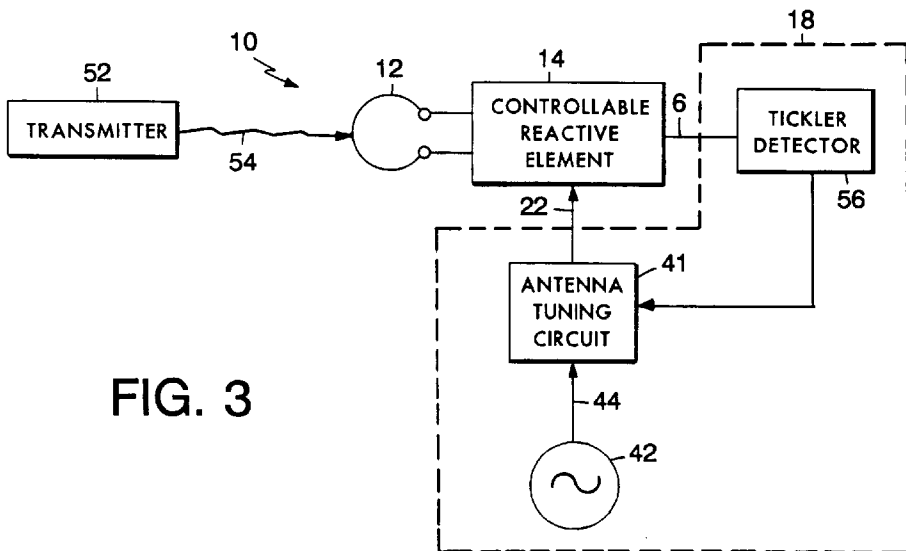 18
10
12
14
52
TRANSMITTER
54
CONTROLLABLE
REACTIVE
ELEMENT
6
TICKLER
DETECTOR
56
22
41
ANTENNA
TUNING
CIRCUIT
44
42
FIG. 3